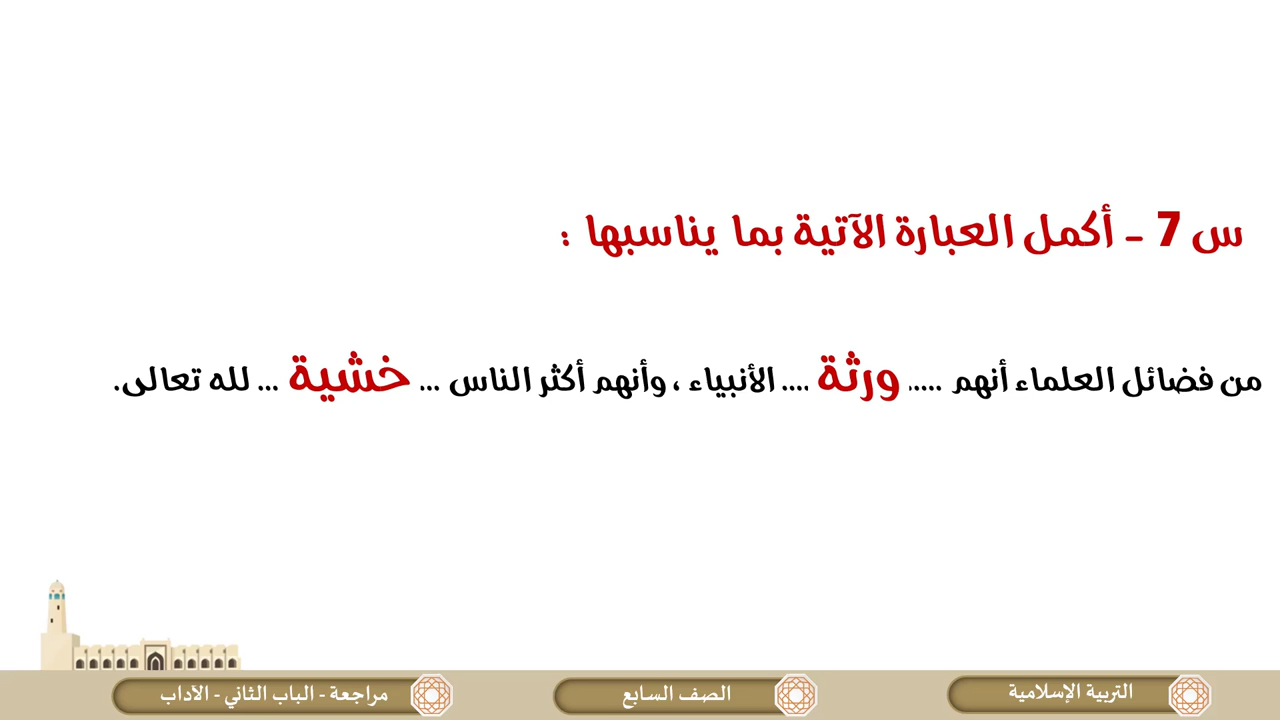 س 7 - أكمل العبارة الآتية بما يناسبها :
من فضائل العلماء أنهم ..... ورثة .... الأنبياء ، وأنهم أكثر الناس ... خشية ... لله تعالى.
التربية الإسلامية
الصف السابع
مراجعة - الباب الثاني - الآداب